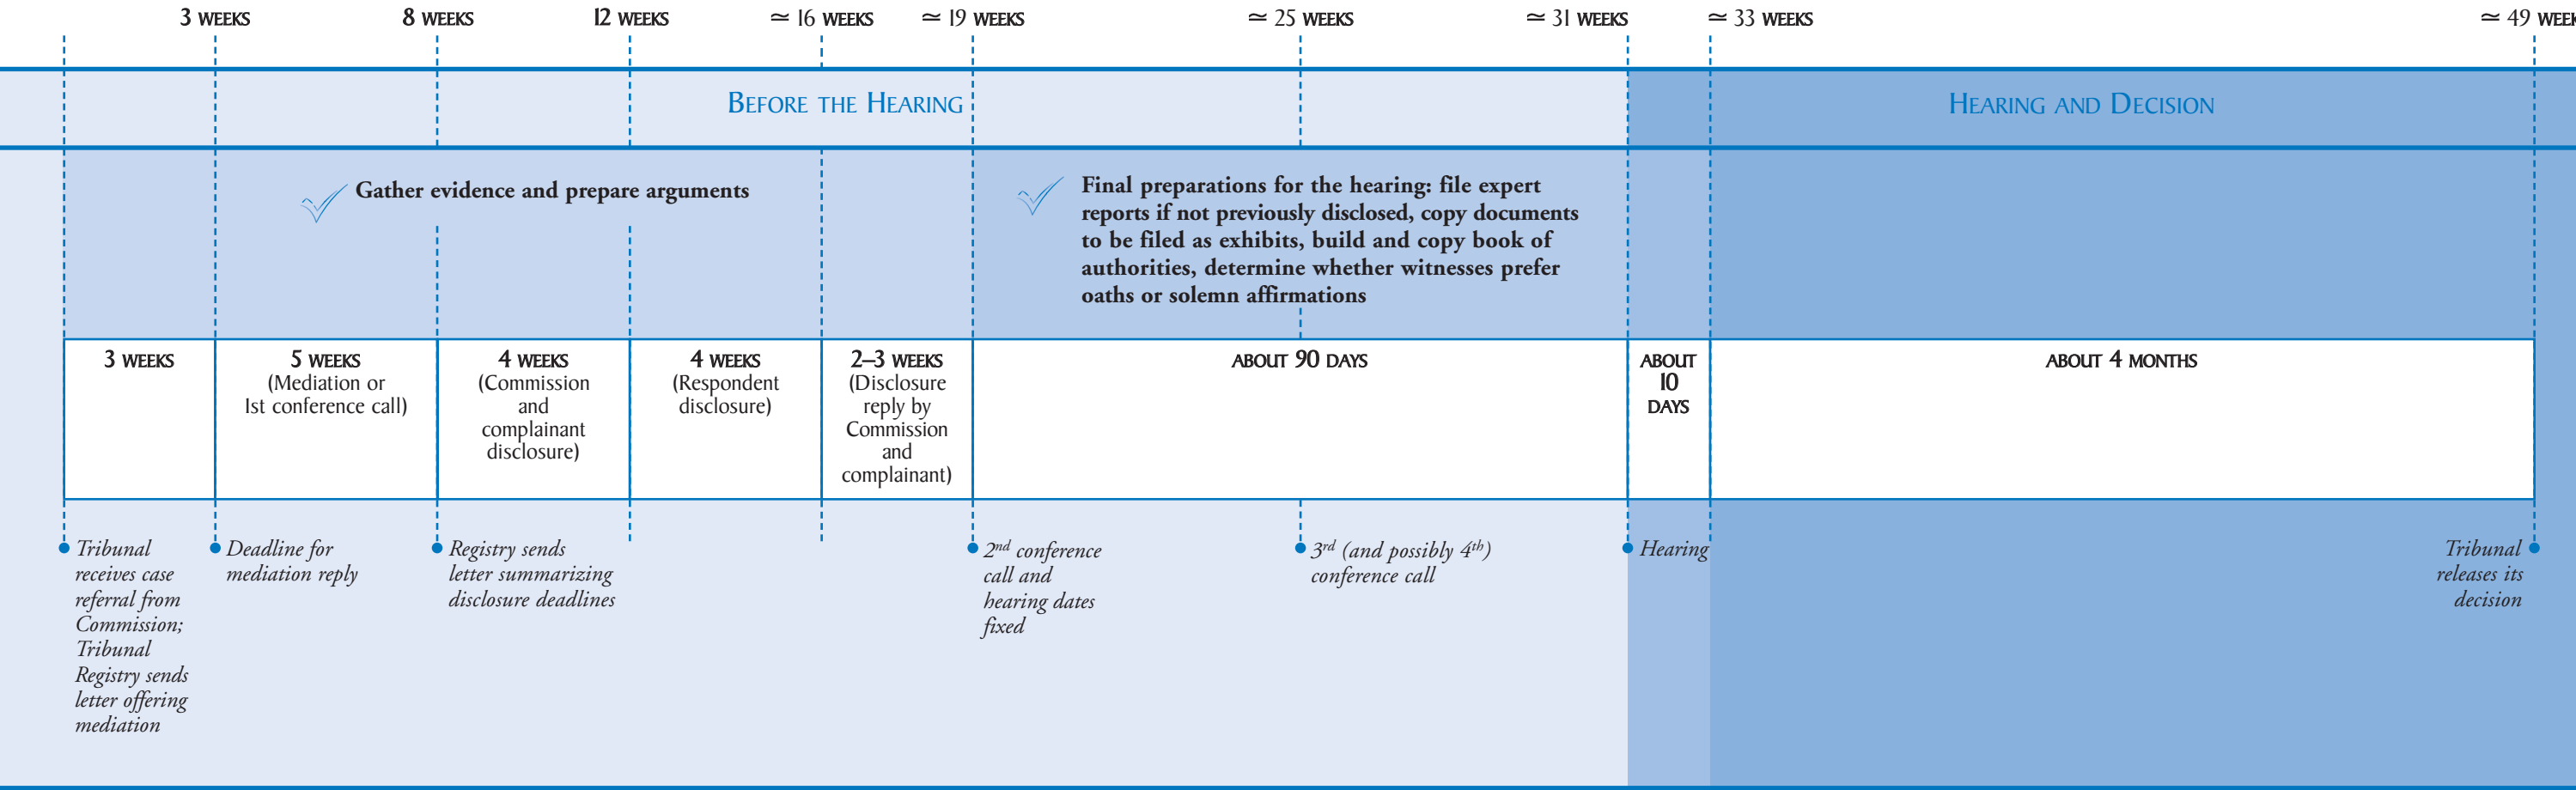 3 WEEKS
8 WEEKS
12 WEEKS
≃ 16 WEEKS
≃ 19 WEEKS
≃ 25 WEEKS
≃ 31 WEEKS
≃ 33 WEEKS
≃ 49 WEEK
BEFORE THE HEARING
HEARING AND DECISION
Gather evidence and prepare arguments
Final preparations for the hearing: file expert
reports if not previously disclosed, copy documents
to be filed as exhibits, build and copy book of
authorities, determine whether witnesses prefer
oaths or solemn affirmations
3 WEEKS
5 WEEKS
(Mediation or
1st conference call)
4 WEEKS
(Commission
and
complainant
disclosure)
4 WEEKS
(Respondent
disclosure)
2–3 WEEKS
(Disclosure
reply by
Commission
and
complainant)
ABOUT 90 DAYS
ABOUT
10
DAYS
ABOUT 4 MONTHS
Tribunal
receives case
referral from
Commission;
Tribunal
Registry sends
letter offering
mediation
Deadline for
mediation reply
Registry sends
letter summarizing
disclosure deadlines
2nd conference
call and
hearing dates
fixed
3rd (and possibly 4th)
conference call
Hearing
Tribunal
releases its
decision